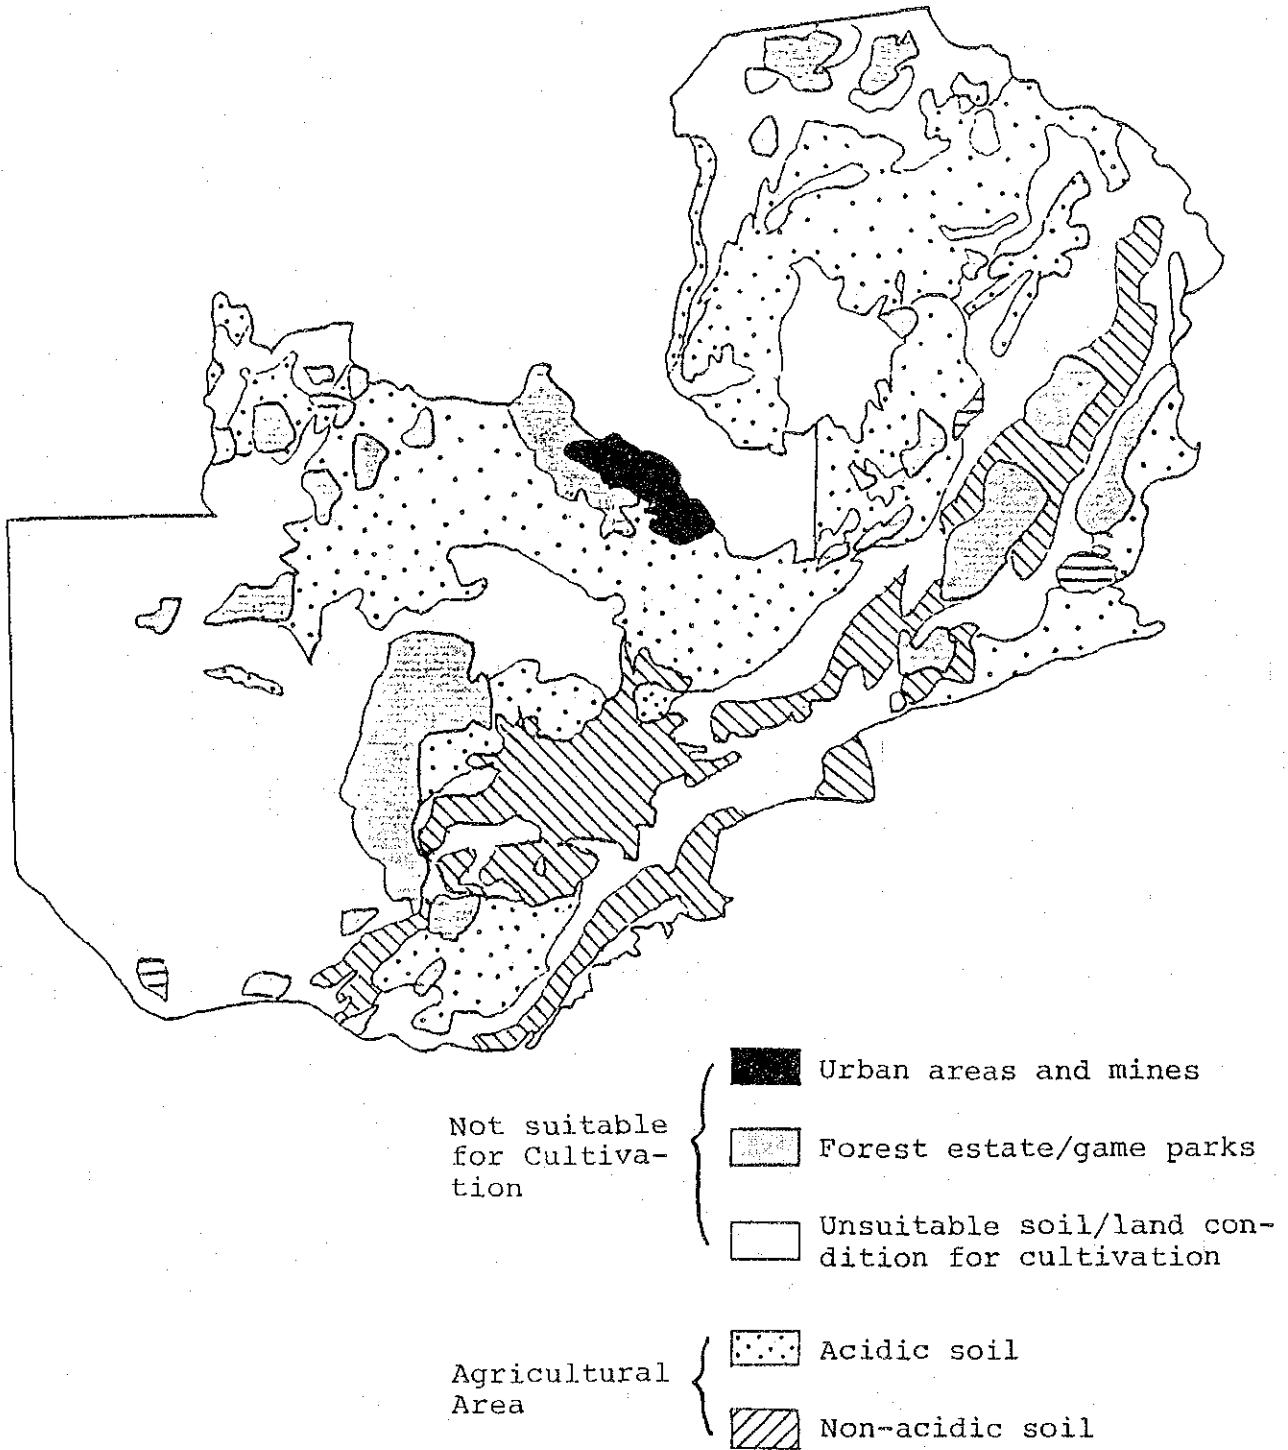 Not suitable
for Cultiva-
tion
Urban areas and mines
Forest estate/game parks
Unsuitable soil/land con-
dition for cultivation
Agricultural
Area
Acidic soil
Non-acidic soil